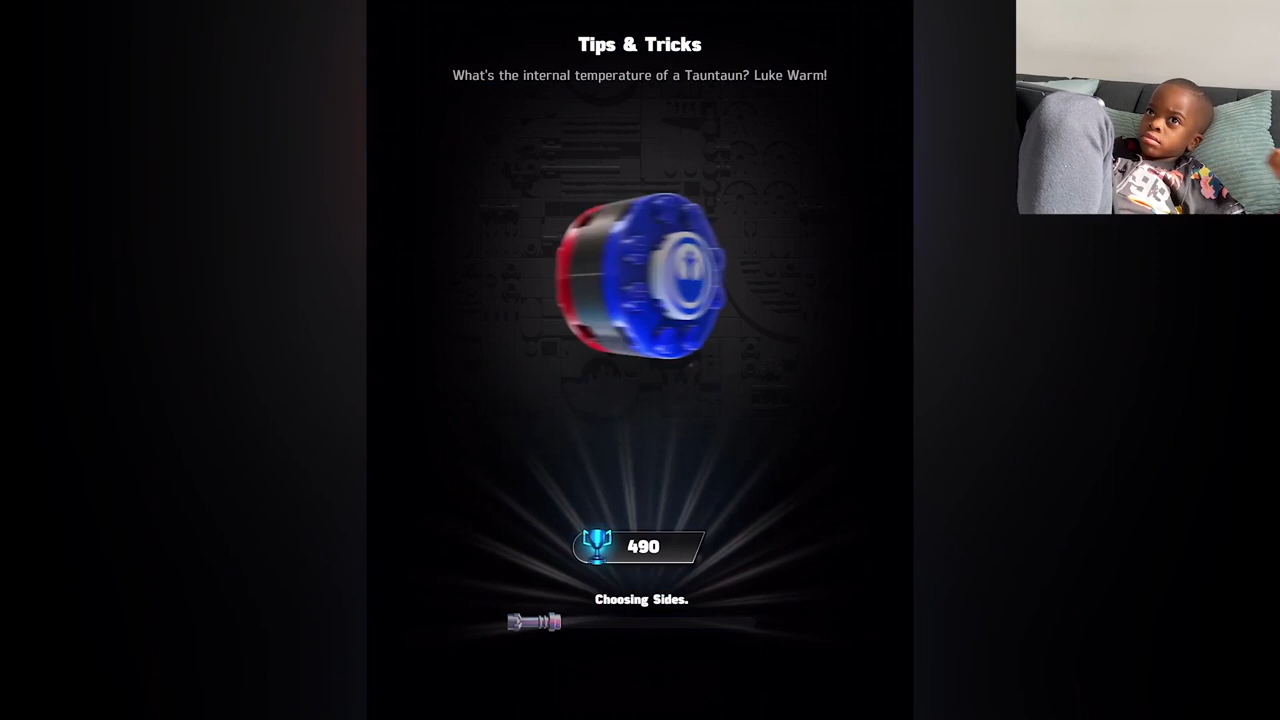 Tips & Tricks
What's the internal temperature of a Tauntaun? Luke Warm!
490
Choosing Sides.